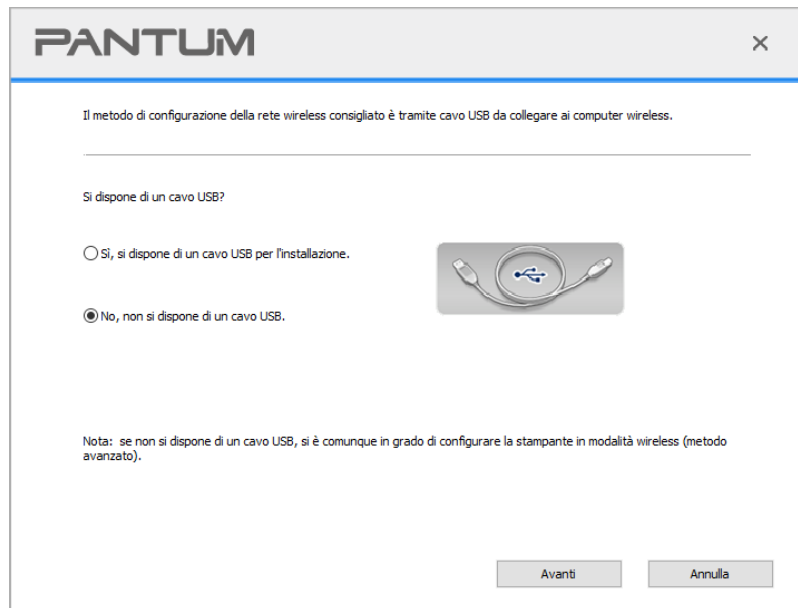 PANTUM
Il metodo di configurazione della rete wireless consigliato è tramite cavo USB da collegare ai computer wireless.
Si dispone di un cavo USB?
Sì, si dispone di un cavo USB per l'installazione.
No, non si dispone di un cavo USB.
Nota: se non si dispone di un cavo USB, si è comunque in grado di configurare la stampante in modalità wireless (metodo
avanzato).
Avanti
Annulla